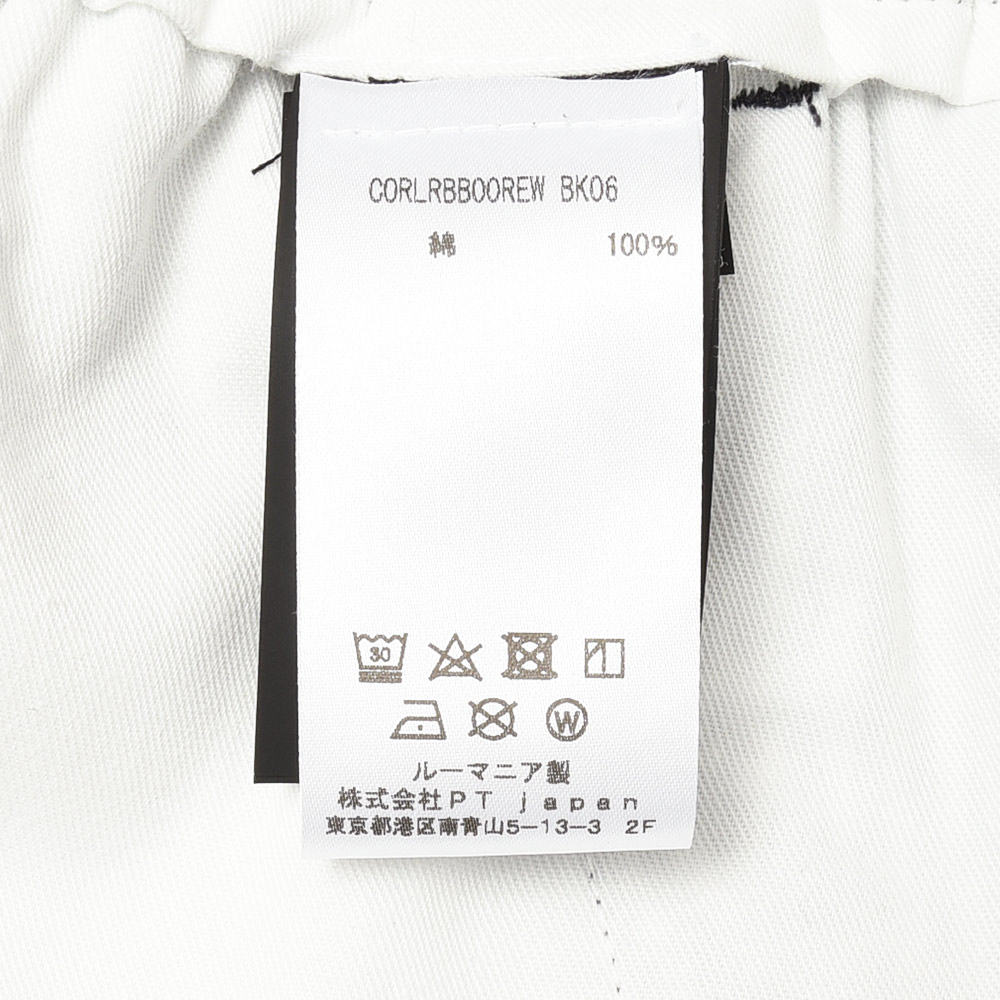 CORLRBBOOREW BK06
綿 100%
30
W
ルーマニア製
株式会社PT japan
東京都港区南青山5-13-3 2F